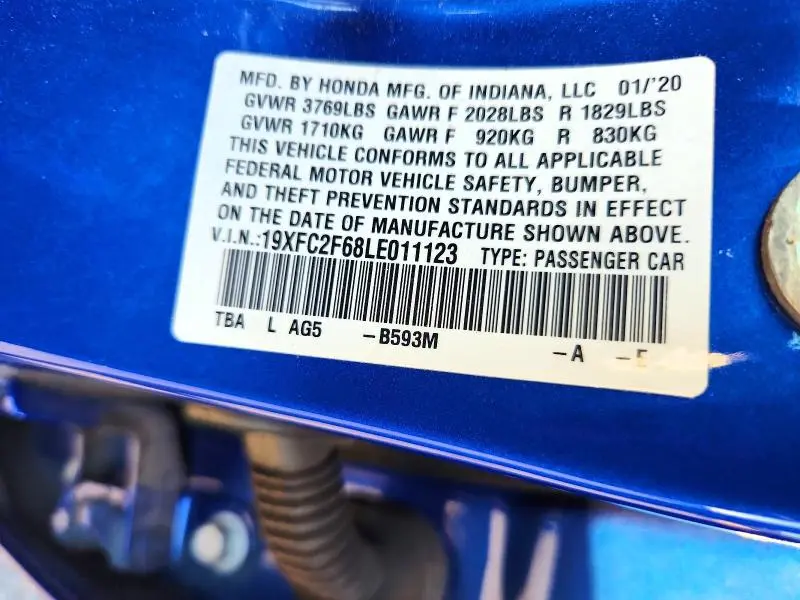 MFD. BY HONDA MFG. OF INDIANA, LLC 01/'20
GVWR 3769LBS GAWR F 2028LBS R 1829LBS
GVWR 1710KG GAWR F 920KG R 830KG
THIS VEHICLE CONFORMS TO ALL APPLICABLE
FEDERAL MOTOR VEHICLE SAFETY, BUMPER,
AND THEFT PREVENTION STANDARDS IN EFFECT
ON THE DATE OF MANUFACTURE SHOWN ABOVE.
V.I.N.:19XFC2F68LE011123 TYPE: PASSENGER CAR
TBA L AG5 -B593M -A